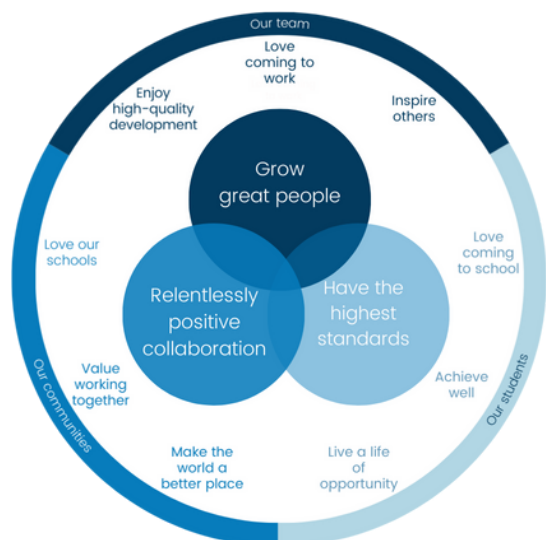 Our team
Love
coming to
work
Enjoy
high-quality
development
Inspire
others
Grow
great people
Love our
schools
Love
coming
to school
Relentlessly
positive
collaboration
Have the
highest
standards
Value
working
together
Achieve
well
Our communities
Our students
Make the
world a
better place
Live a life
of
opportunity